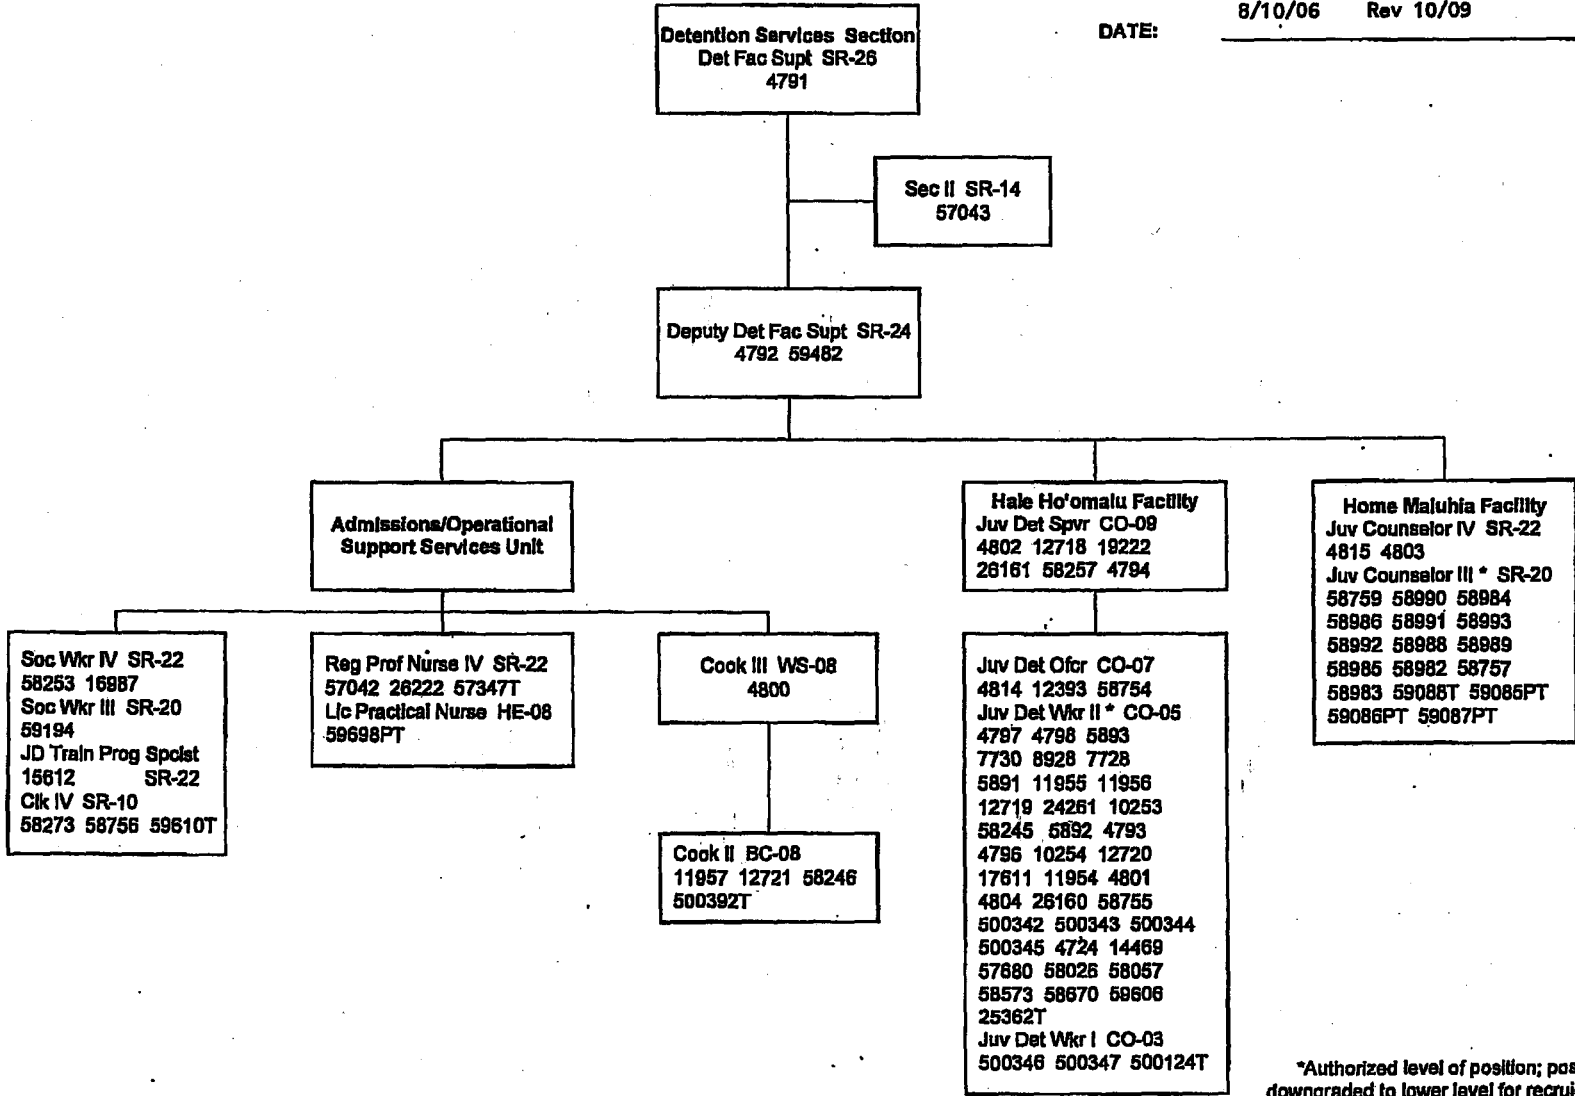 8/10/06 Rev 10/09
DATE:
Detention Services Section
Det Fac Supt SR-26
4791
Sec II SR-14
57043
Deputy Det Fac Supt SR-24
4792 59482
Admissions/Operational
Support Services Unit
Hale Ho'omalu Facility
Juv Det Spvr CO-09
4802 12718 19222
26161 58257 4794
Home Maluhia Facility
Juv Counselor IV SR-22
4815 4803
Juv Counselor III * SR-20
58759 58990 58984
58986 58991 58993
58992 58988 58989
58985 58982 58757
58983 59088T 59085PT
59086PT 59087PT
Soc Wkr IV SR-22
58253 16987
Soc Wkr III SR-20
59194
JD Train Prog Spclst
15612 SR-22
Clk IV SR-10
58273 58756 59610T
Reg Prof Nurse IV SR-22
57042 26222 57347T
Lic Practical Nurse HE-08
59698PT
Cook III WS-08
4800
Cook II BC-08
11957 12721 58246
500392T
Juv Det Ofcr CO-07
4814 12393 58754
Juv Det Wkr II * CO-05
4797 4798 5893
7730 8928 7728
5891 11955 11956
12719 24261 10253
58245 5892 4793
4796 10254 12720
17611 11954 4801
4804 26160 58755
500342 500343 500344
500345 4724 14469
57680 58026 58057
58573 58670 59606
25362T
Juv Det Wkr I CO-03
500346 500347 500124T
*Authorized level of position; pos
downgraded to lower level for recrui